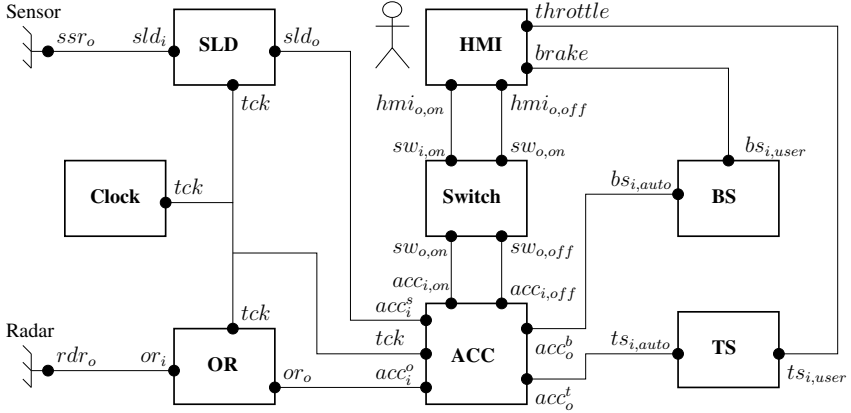 Sensor
ssr_o
sld_i
SLD
sld_o
tck
HMI
throttle
brake
hmi_{o,on}
hmi_{o,off}
sw_{i,on}
sw_{o,on}
Clock
tck
Switch
bs_{i,user}
bs_{i,auto}
BS
sw_{o,on}
sw_{o,off}
acc_{i,on}
acc_{i,off}
Radar
rdr_o
or_i
tck
OR
or_o
acc_i^s
tck
acc_i^o
ACC
acc_o^b
acc_o^t
ts_{i,auto}
TS
ts_{i,user}